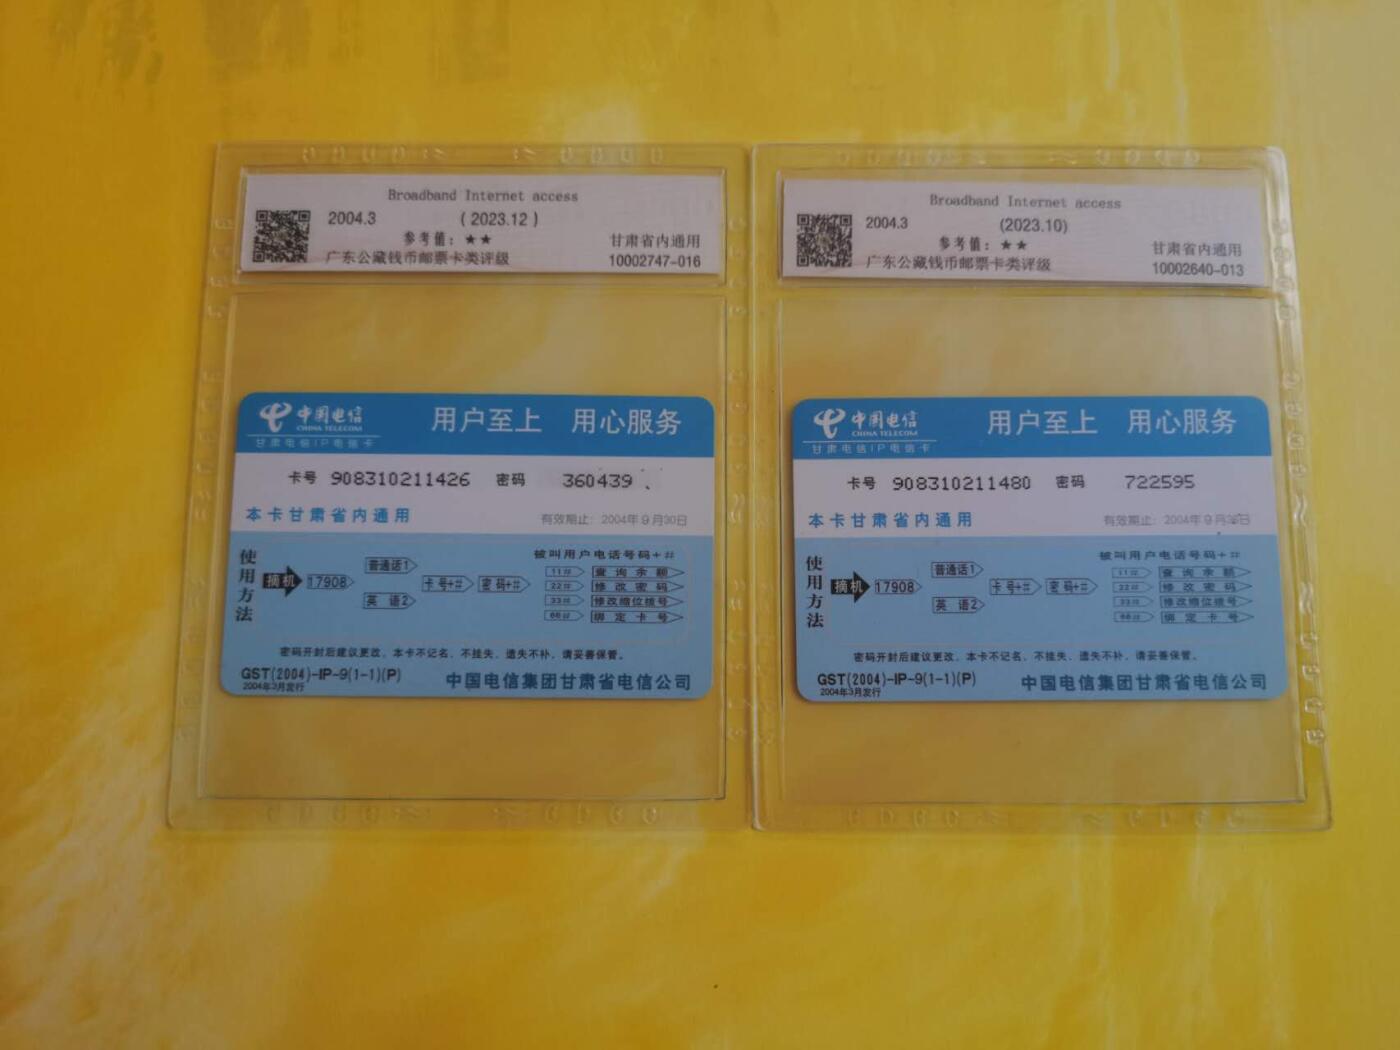 Broadband Internet access
2004.3 (2023.12)
参考值：★★
甘肃省内通用
广东公藏钱币邮票卡类评级
10002747-016
中国电信
CHINA TELECOM
甘肃电信IP电信卡
用户至上 用心服务
卡号 908310211426 密码 360439
本卡甘肃省内通用
有效期止：2004年9月30日
使用方法
摘机
17908
普通话1
英 语2
卡号+#
密码+#
被叫用户电话号码+#
11# 查询余额
22# 修改密码
33# 修改缩位拨号
66# 绑定卡号
密码开封后建议更改，本卡不记名，不挂失，遗失不补，请妥善保管。
GST(2004)-IP-9(1-1)(P)
2004年3月发行
中国电信集团甘肃省电信公司
Broadband Internet access
2004.3 (2023.10)
参考值：★★
甘肃省内通用
广东公藏钱币邮票卡类评级
10002640-013
中国电信
CHINA TELECOM
甘肃电信IP电信卡
用户至上 用心服务
卡号 908310211480 密码 722595
本卡甘肃省内通用
有效期止：2004年9月30日
使用方法
摘机
17908
普通话1
英 语2
卡号+#
密码+#
被叫用户电话号码+#
11# 查询余额
22# 修改密码
33# 修改缩位拨号
66# 绑定卡号
密码开封后建议更改，本卡不记名，不挂失，遗失不补，请妥善保管。
GST(2004)-IP-9(1-1)(P)
2004年3月发行
中国电信集团甘肃省电信公司